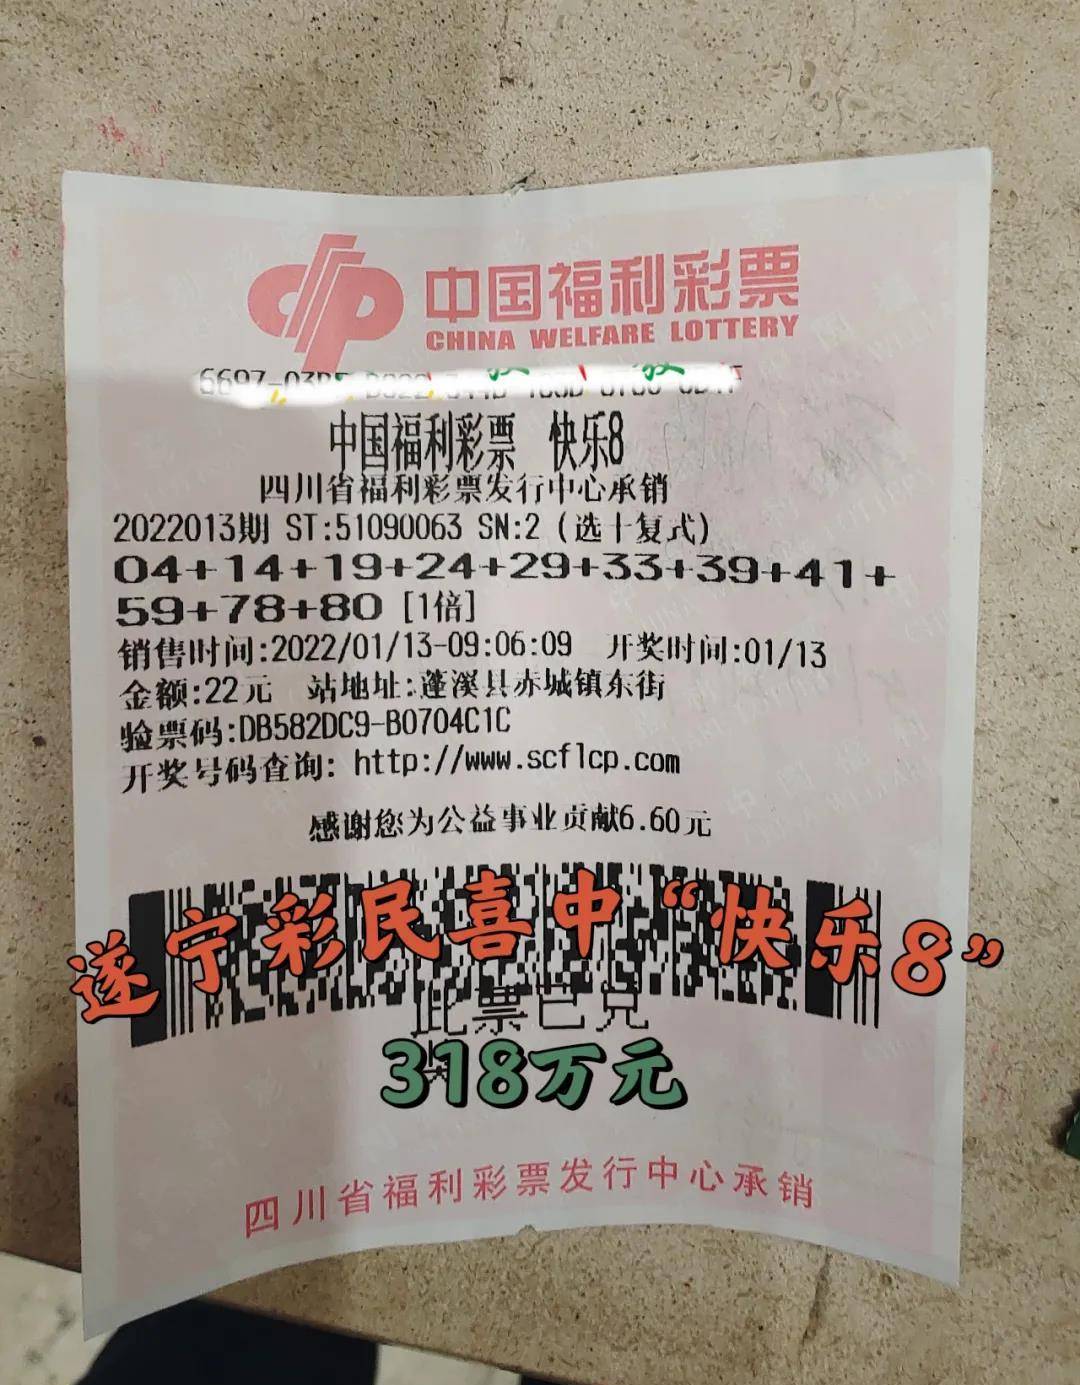 中国福利彩票
CHINA WELFARE LOTTERY
中国福利彩票 快乐8
四川省福利彩票发行中心承销
2022013期 ST:51090063 SN:2 (选十复式)
04+14+19+24+29+33+39+41+
59+78+80 [1倍]
销售时间:2022/01/13-09:06:09 开奖时间:01/13
金额:22元 站地址:蓬溪县赤城镇东街
验票码:DB582DC9-B0704C1C
开奖号码查询: http://www.scflcp.com
感谢您为公益事业贡献6.60元
遂宁彩民喜中“快乐8”
此票已兑
318万元
四川省福利彩票发行中心承销